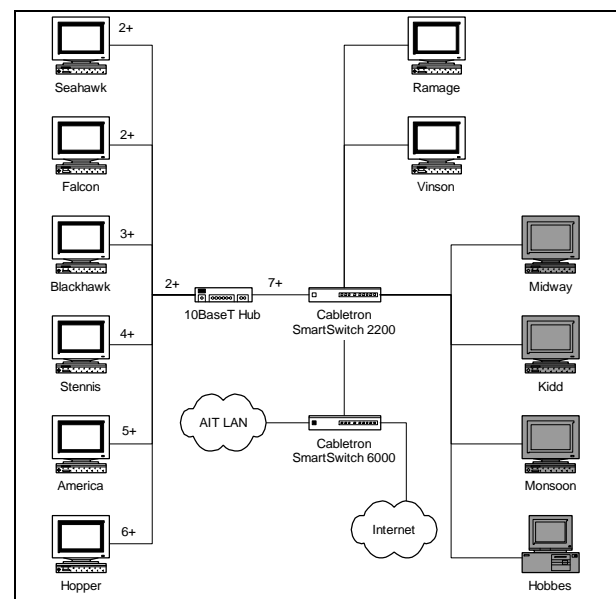 2+
Seahawk
2+
Falcon
3+
Blackhawk
4+
Stennis
5+
America
6+
Hopper
2+
10BaseT Hub
7+
Cabletron
SmartSwitch 2200
AIT LAN
Cabletron
SmartSwitch 6000
Internet
Ramage
Vinson
Midway
Kidd
Monsoon
Hobbes